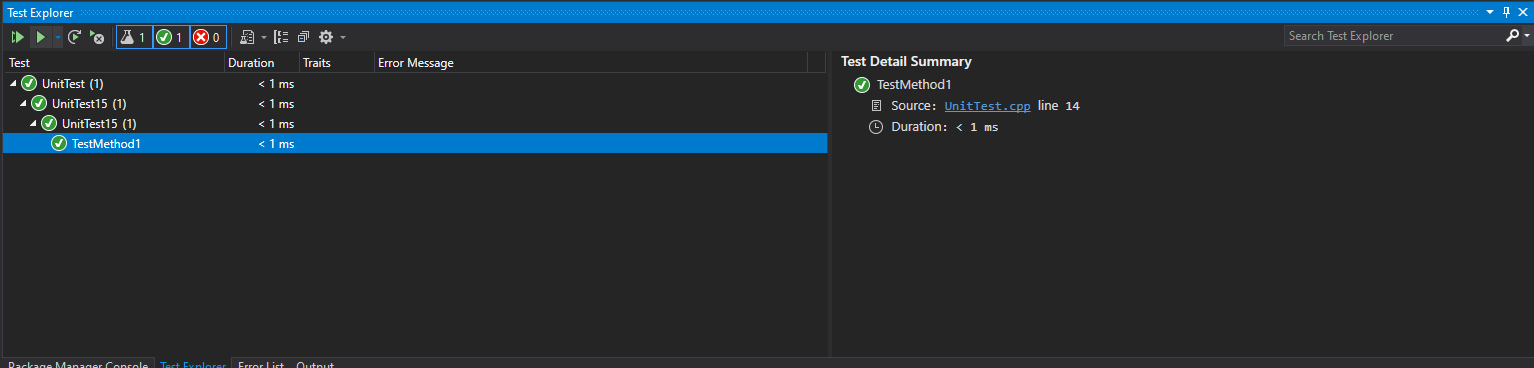 Test Explorer
1 1 0
Search Test Explorer
Test Duration Traits Error Message
UnitTest (1) < 1 ms
UnitTest15 (1) < 1 ms
UnitTest15 (1) < 1 ms
TestMethod1 < 1 ms
Test Detail Summary
TestMethod1
Source: UnitTest.cpp line 14
Duration: < 1 ms
Package Manager Console Test Explorer Error List Output